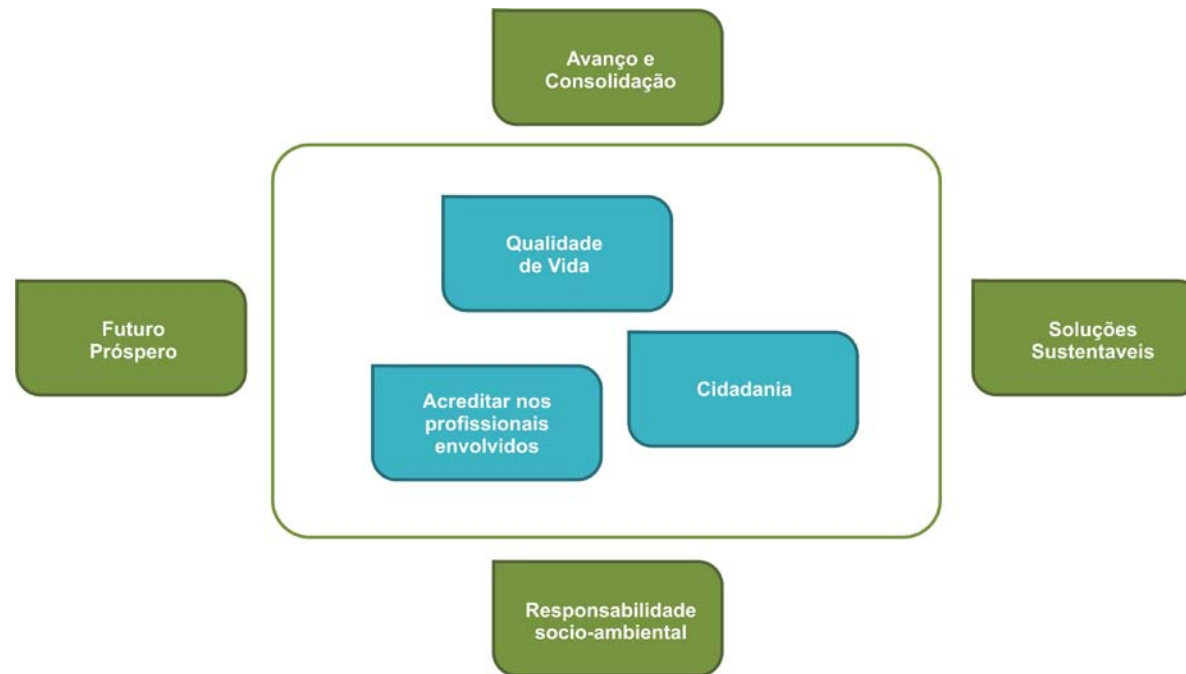 Avanço e
Consolidação
Qualidade
de Vida
Futuro
Próspero
Soluções
Sustentaveis
Acreditar nos
profissionais
envolvidos
Cidadania
Responsabilidade
socio-ambiental